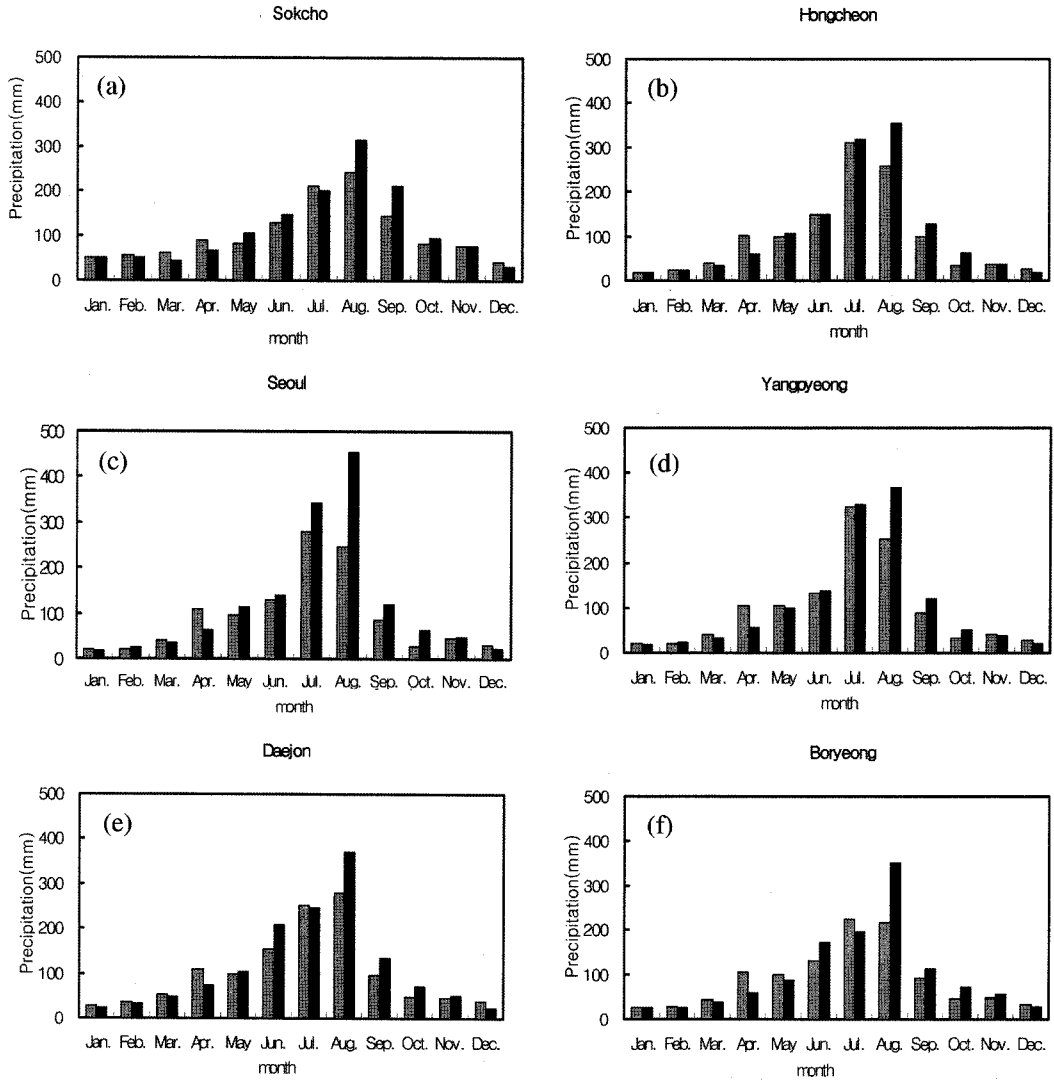 Sokcho
Precipitation(mm)
500
400
300
200
100
0
(a)
Jan. Feb. Mar. Apr. May Jun. Jul. Aug. Sep. Oct. Nov. Dec.
month
Hongcheon
Precipitation(mm)
500
400
300
200
100
0
(b)
Jan. Feb. Mar. Apr. May Jun. Jul. Aug. Sep. Oct. Nov. Dec.
month
Seoul
Precipitation(mm)
500
400
300
200
100
0
(c)
Jan. Feb. Mar. Apr. May Jun. Jul. Aug. Sep. Oct. Nov. Dec.
month
Yangpyeong
Precipitation(mm)
500
400
300
200
100
0
(d)
Jan. Feb. Mar. Apr. May Jun. Jul. Aug. Sep. Oct. Nov. Dec.
month
Daejon
Precipitation(mm)
500
400
300
200
100
0
(e)
Jan. Feb. Mar. Apr. May Jun. Jul. Aug. Sep. Oct. Nov. Dec.
month
Boryeong
Precipitation(mm)
500
400
300
200
100
0
(f)
Jan. Feb. Mar. Apr. May Jun. Jul. Aug. Sep. Oct. Nov. Dec.
month